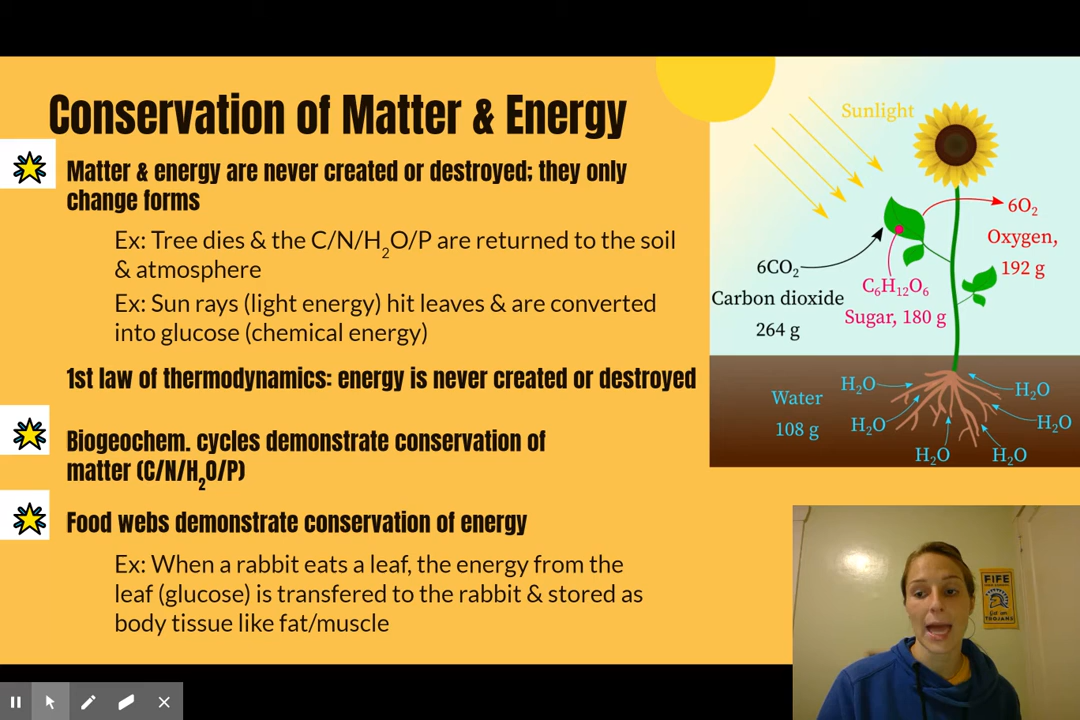 Conservation of Matter & Energy
Matter & energy are never created or destroyed; they only
change forms
Ex: Tree dies & the C/N/H₂O/P are returned to the soil
& atmosphere
Ex: Sun rays (light energy) hit leaves & are converted
into glucose (chemical energy)
1st law of thermodynamics: energy is never created or destroyed
Biogeochem. cycles demonstrate conservation of
matter (C/N/H₂O/P)
Food webs demonstrate conservation of energy
Ex: When a rabbit eats a leaf, the energy from the
leaf (glucose) is transfered to the rabbit & stored as
body tissue like fat/muscle
Sunlight
6O₂
Oxygen,
192 g
6CO₂
Carbon dioxide
264 g
C₆H₁₂O₆
Sugar, 180 g
Water
108 g
H₂O
H₂O
H₂O
H₂O
H₂O
H₂O
FIFE
TROJANS